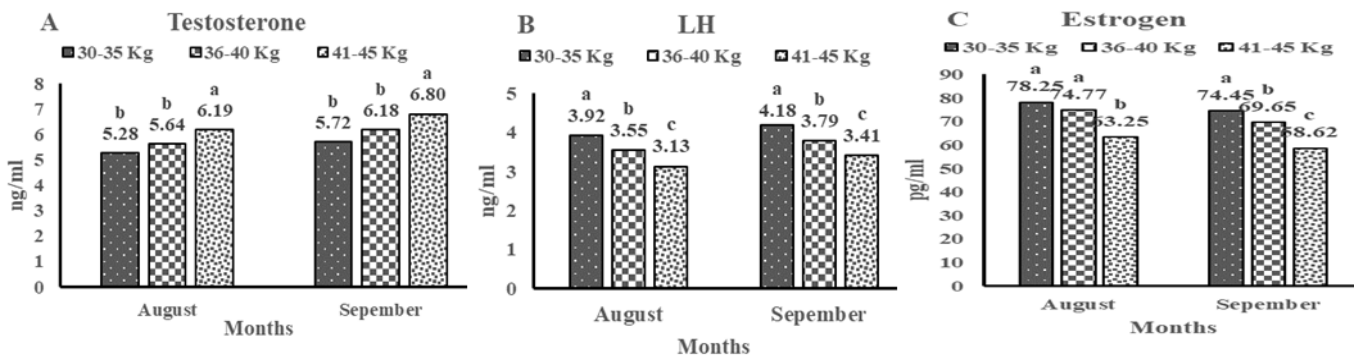 A Testosterone
30-35 Kg 36-40 Kg 41-45 Kg
8
7
6
5
4
3
2
1
0
ng/ml
b
5.28
b
5.64
a
6.19
b
5.72
b
6.18
a
6.80
August Sepember
Months
B LH
30-35 Kg 36-40 Kg 41-45 Kg
5
4
3
2
1
0
ng/ml
a
3.92
b
3.55
c
3.13
a
4.18
b
3.79
c
3.41
August Sepember
Months
C Estrogen
30-35 Kg 36-40 Kg 41-45 Kg
90
80
70
60
50
40
30
20
10
0
pg/ml
a
78.25
a
74.77
b
63.25
a
74.45
b
69.65
c
58.62
August Sepember
Months